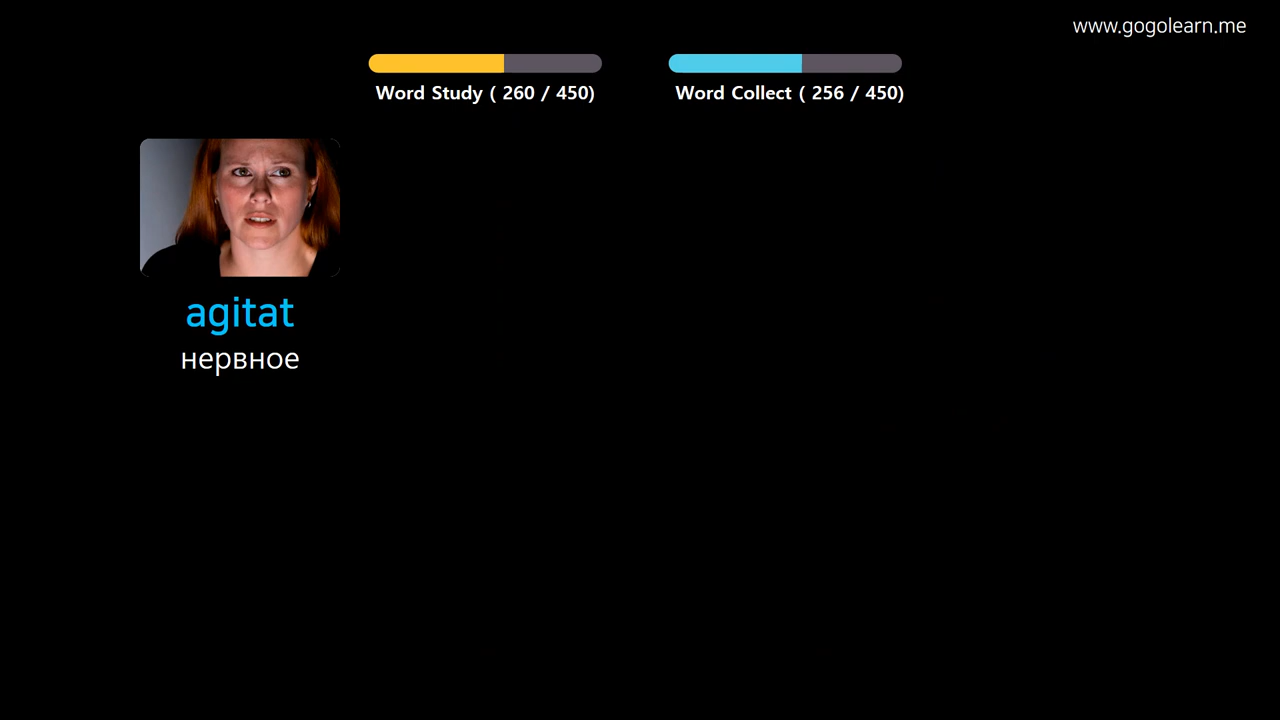 www.gogolearn.me
Word Study ( 260 / 450)
Word Collect ( 256 / 450)
agitat
нервное